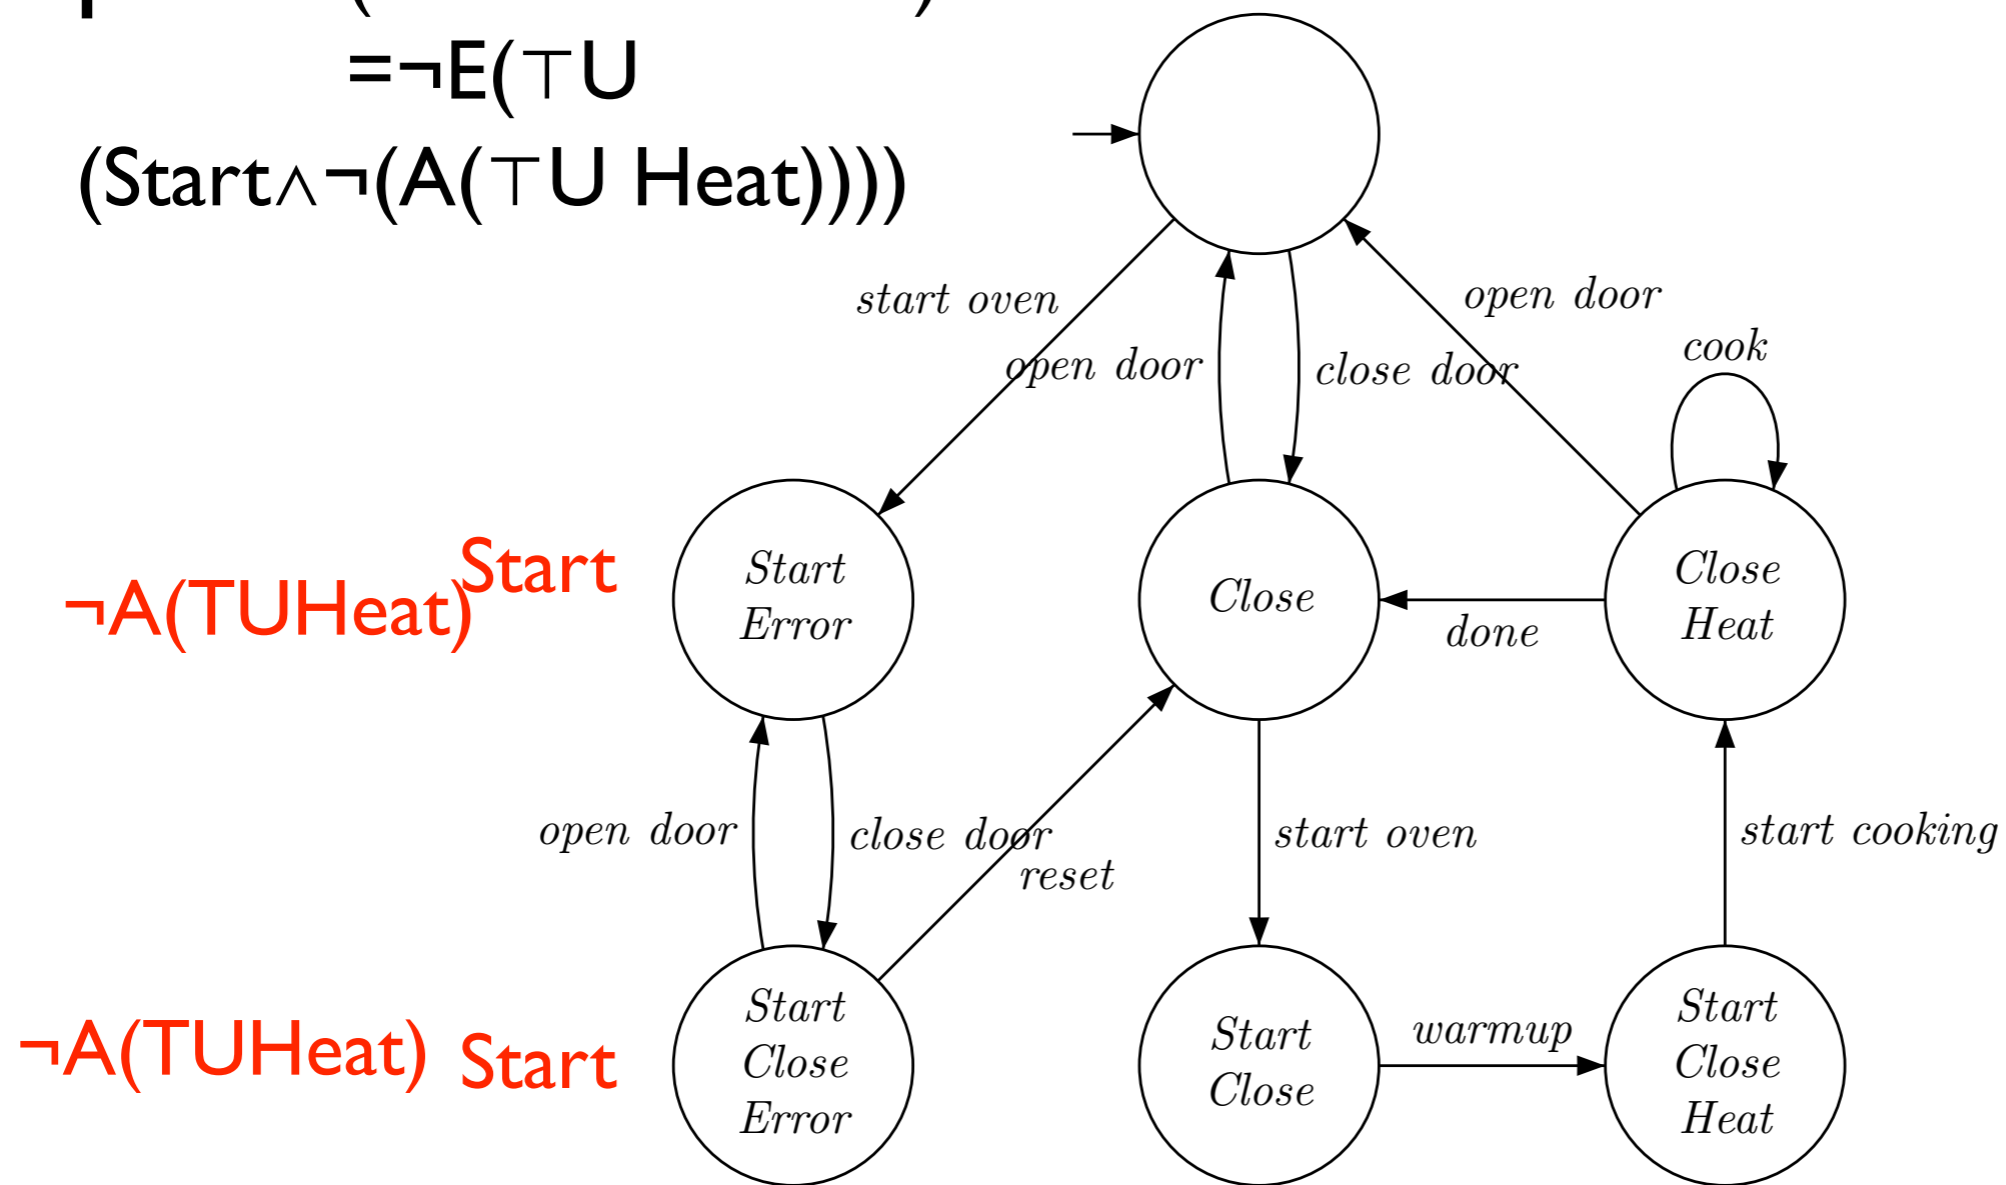 =¬E(⊤U
(Start∧¬(A(⊤U Heat))))
start oven
open door
open door
close door
cook
Start
¬A(TUHeat)
Start
Error
Close
Close
Heat
done
open door
close door
reset
start oven
start cooking
¬A(TUHeat) Start
Start
Close
Error
Start
Close
warmup
Start
Close
Heat